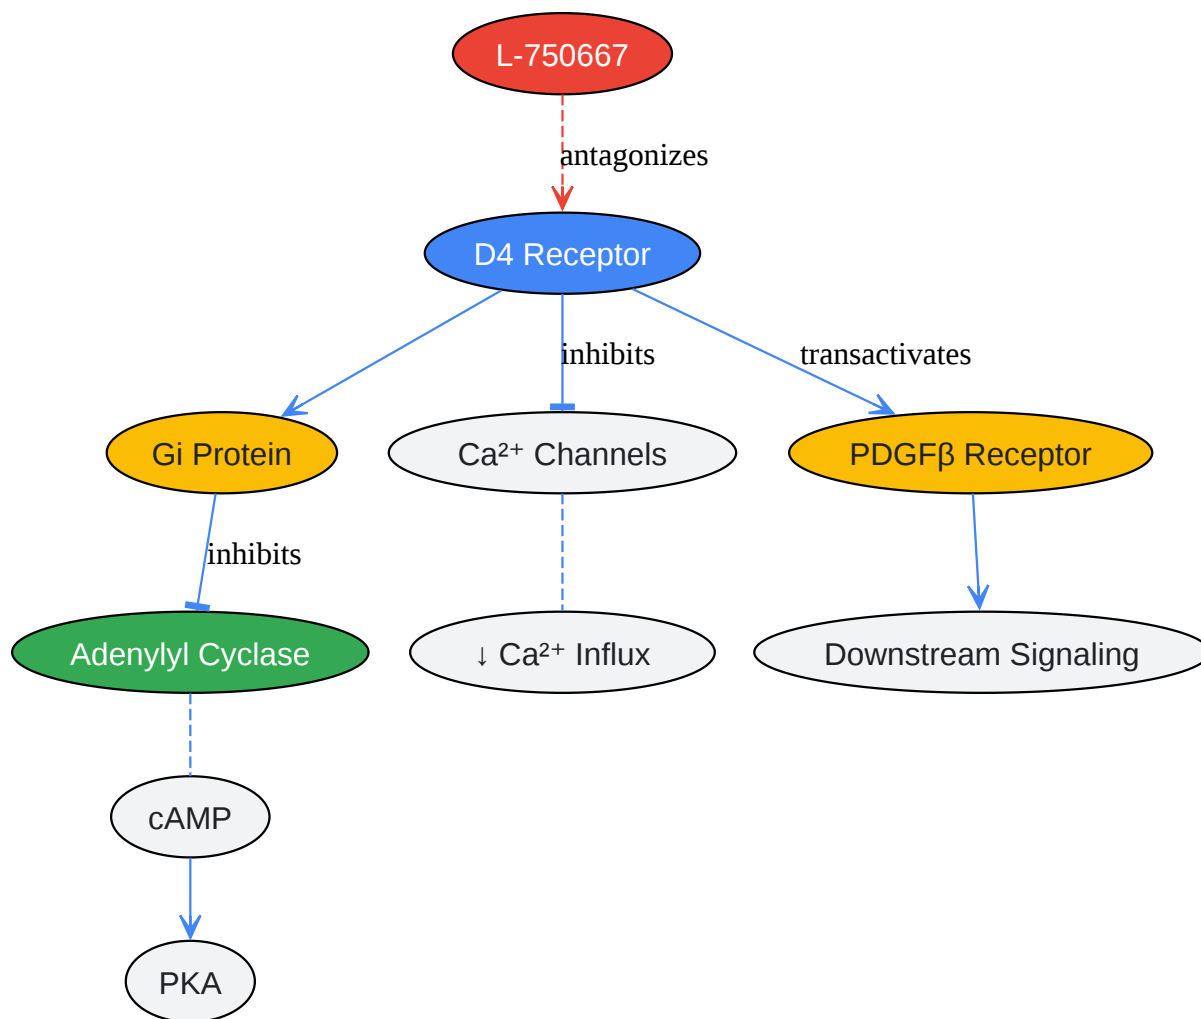 L-750667
antagonizes
D4 Receptor
inhibits
transactivates
Gi Protein
Ca²⁺ Channels
PDGFβ Receptor
inhibits
Adenylyl Cyclase
↓ Ca²⁺ Influx
Downstream Signaling
cAMP
PKA